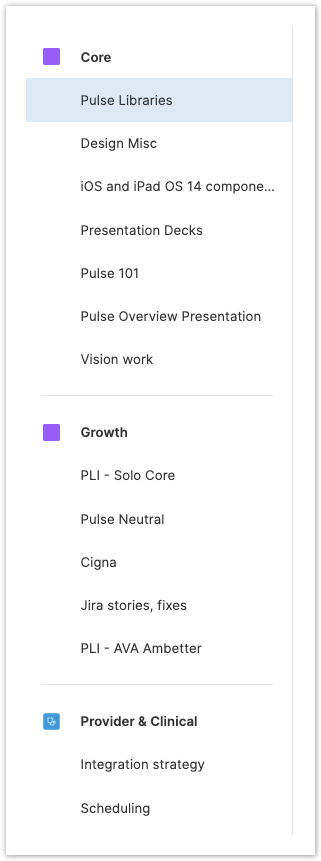 Core
Pulse Libraries
Design Misc
iOS and iPad OS 14 compone...
Presentation Decks
Pulse 101
Pulse Overview Presentation
Vision work
Growth
PLI - Solo Core
Pulse Neutral
Cigna
Jira stories, fixes
PLI - AVA Ambetter
Provider & Clinical
Integration strategy
Scheduling